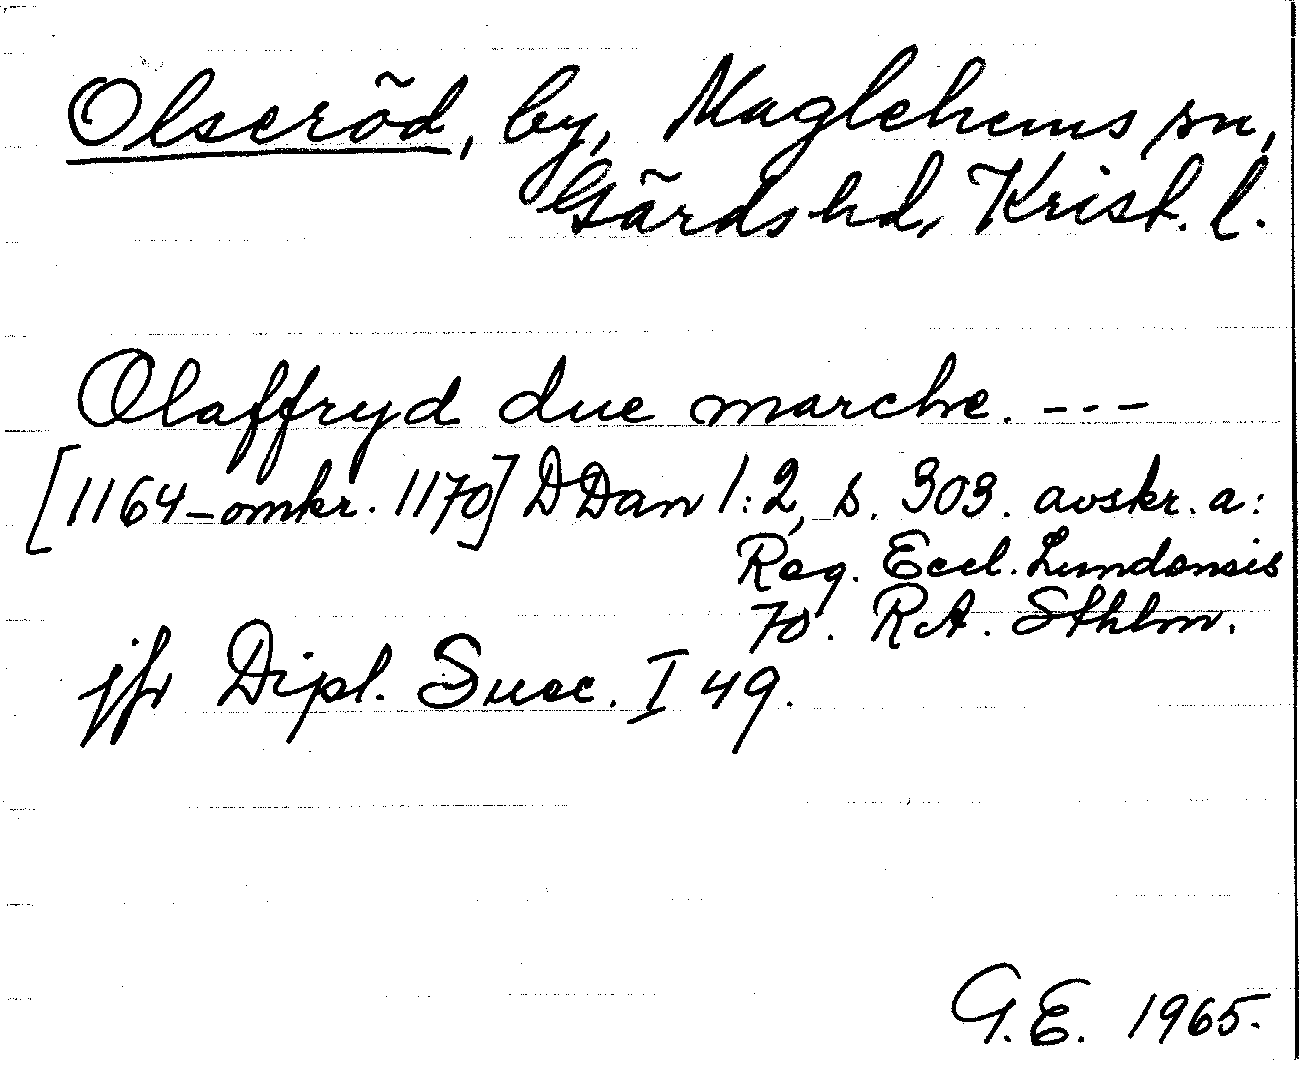 Olseröd, by, Maglehems sn,
Gärds hd, Krist. l.
Olaffryd due marche. ---
[1164-omkr. 1170] DDan 1:2, s. 303. avskr. a:
Reg. Eccl. Lundensis
70. RA. Sthlm.
jfr Dipl. Suec. I 49.
G.E. 1965.